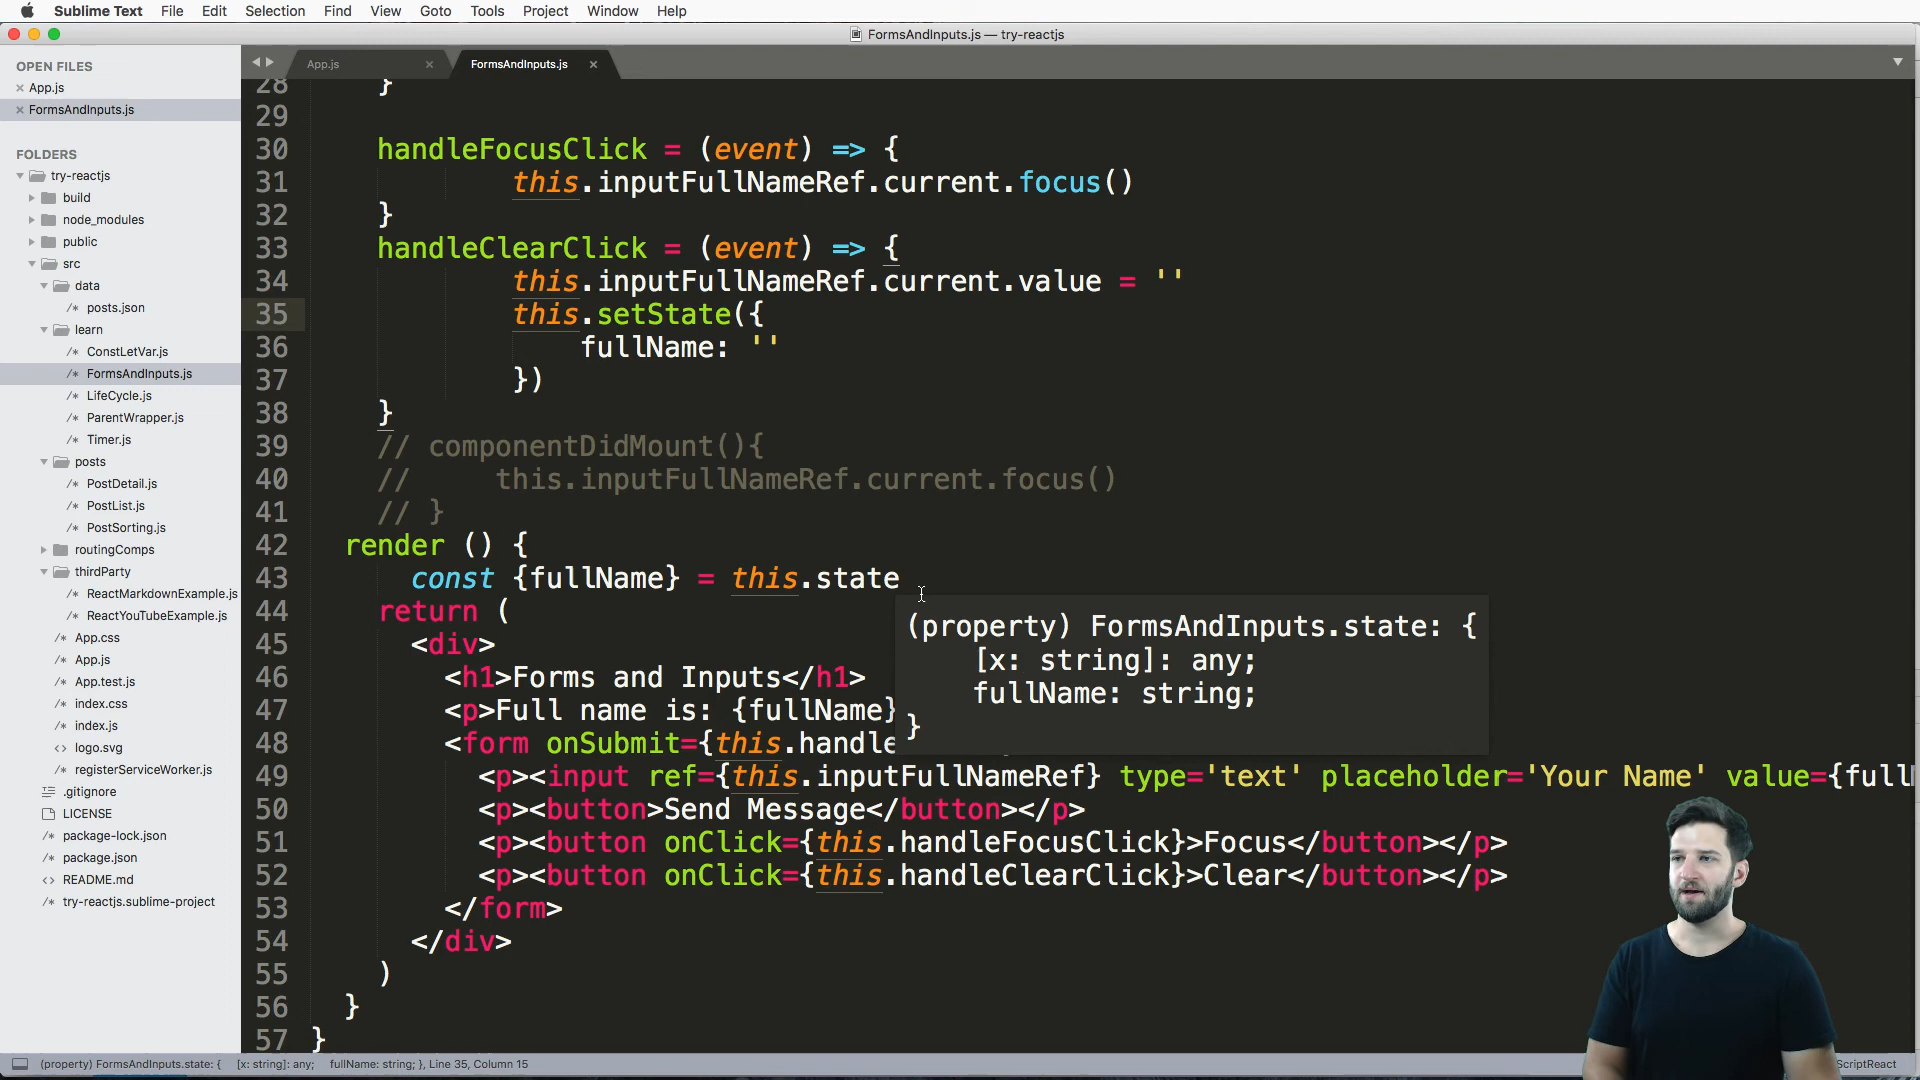 Sublime Text File Edit Selection Find View Goto Tools Project Window Help
FormsAndInputs.js — try-reactjs
OPEN FILES
App.js
FormsAndInputs.js
FOLDERS
try-reactjs
build
node_modules
public
src
data
posts.json
learn
ConstLetVar.js
FormsAndInputs.js
LifeCycle.js
ParentWrapper.js
Timer.js
posts
PostDetail.js
PostList.js
PostSorting.js
routingComps
thirdParty
ReactMarkdownExample.js
ReactYouTubeExample.js
App.css
App.js
App.test.js
index.css
index.js
logo.svg
registerServiceWorker.js
.gitignore
LICENSE
package-lock.json
package.json
README.md
try-reactjs.sublime-project
App.js FormsAndInputs.js
28 }
29
30 handleFocusClick = (event) => {
31 this.inputFullNameRef.current.focus()
32 }
33 handleClearClick = (event) => {
34 this.inputFullNameRef.current.value = ''
35 this.setState({
36 fullName: ''
37 })
38 }
39 // componentDidMount(){
40 // this.inputFullNameRef.current.focus()
41 // }
42 render () {
43 const {fullName} = this.state
44 return (
45 <div>
46 <h1>Forms and Inputs</h1>
47 <p>Full name is: {fullName}
48 <form onSubmit={this.handle
49 <p><input ref={this.inputFullNameRef} type='text' placeholder='Your Name' value={full
50 <p><button>Send Message</button></p>
51 <p><button onClick={this.handleFocusClick}>Focus</button></p>
52 <p><button onClick={this.handleClearClick}>Clear</button></p>
53 </form>
54 </div>
55 )
56 }
57 }
(property) FormsAndInputs.state: {
[x: string]: any;
fullName: string;
}
(property) FormsAndInputs.state: { [x: string]: any; fullName: string; }, Line 35, Column 15
ScriptReact